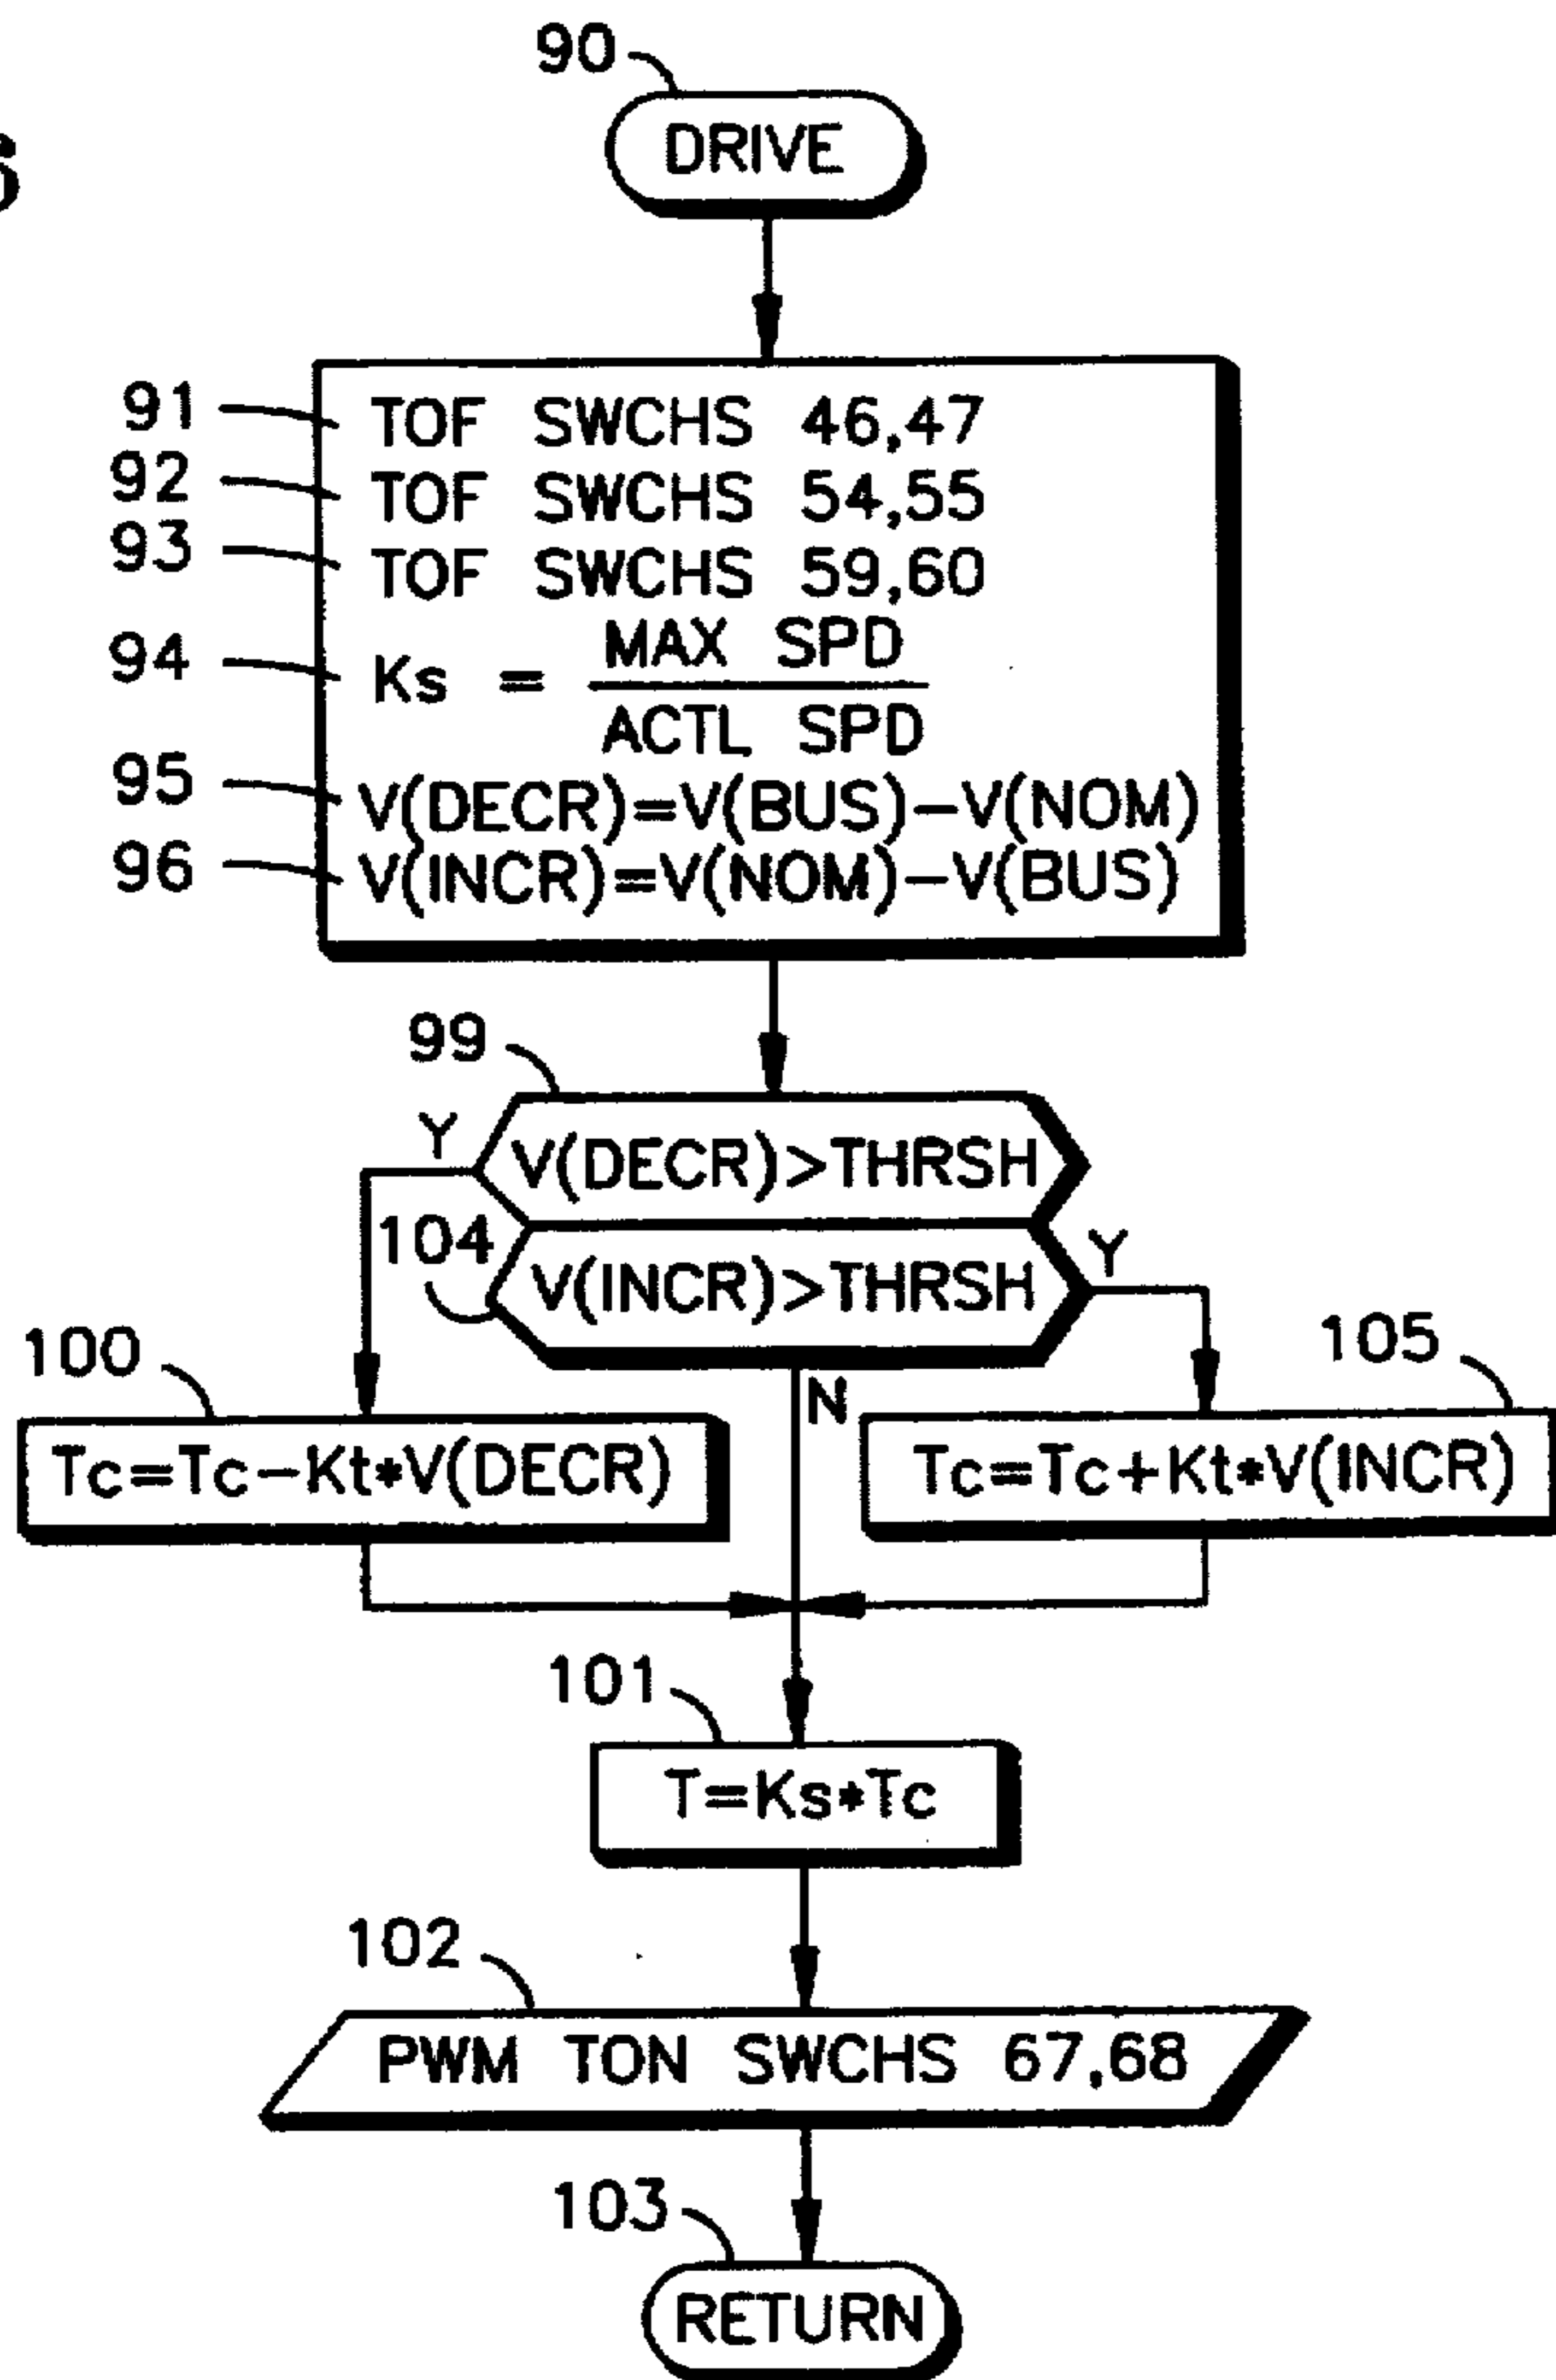 90
DRIVE
91 TOF SWCHS 46,47
92 TOF SWCHS 54,55
93 TOF SWCHS 59,60
94 Ks = MAX SPD
ACTL SPD
95 V(DECR)=V(BUS)-V(NOM)
96 V(INCR)=V(NOM)-V(BUS)
99
Y
V(DECR)>THRSH
104
V(INCR)>THRSH
Y
N
100
Tc=Tc-Kt*V(DECR)
105
Tc=Tc+Kt*V(INCR)
101
T=Ks*Tc
102
PWM TON SWCHS 67,68
103
RETURN